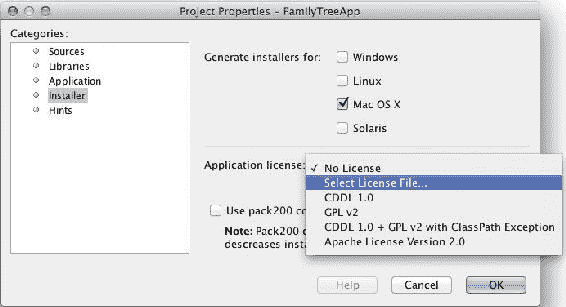 Project Properties - FamilyTreeApp
Categories:
Sources
Libraries
Application
Installer
Hints
Generate installers for:
Windows
Linux
Mac OS X
Solaris
Application license:
No License
Select License File...
CDDL 1.0
GPL v2
CDDL 1.0 + GPL v2 with ClassPath Exception
Apache License Version 2.0
Use pack200 co
Note: Pack200 c
descreases insta
Help
Cancel
OK